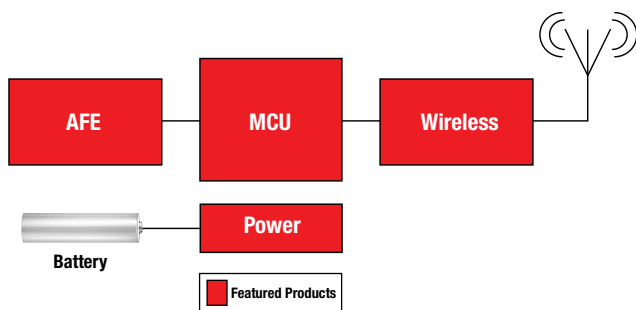 AFE
MCU
Wireless
Power
Battery
Featured Products